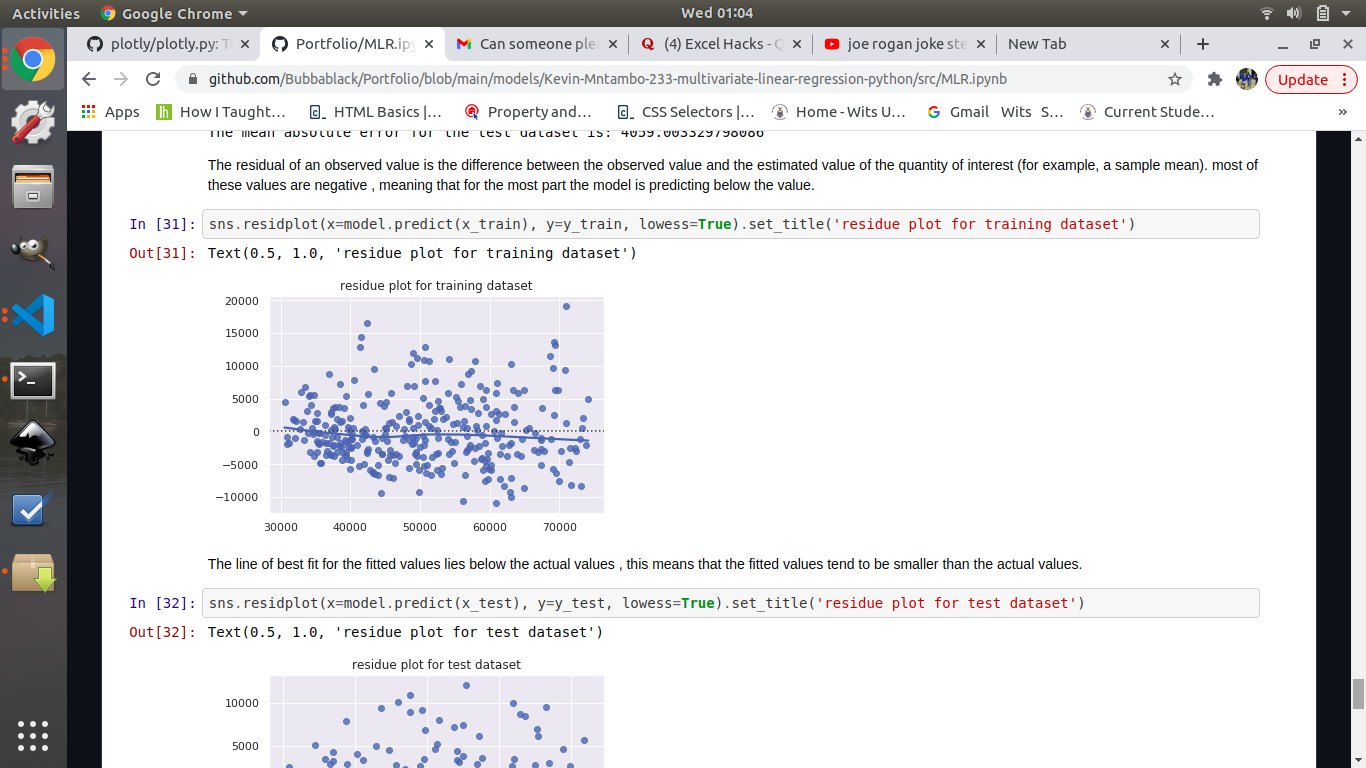 Activities
Google Chrome
Wed 01:04
plotly/plotly.py: T
Portfolio/MLR.ipy
Can someone ple
(4) Excel Hacks - Q
joe rogan joke ste
New Tab
github.com/Bubbablack/Portfolio/blob/main/models/Kevin-Mntambo-233-multivariate-linear-regression-python/src/MLR.ipynb
Update
Apps
How I Taught...
HTML Basics |...
Property and...
CSS Selectors |...
Home - Wits U...
Gmail
Wits S...
Current Stude...
»
The mean absolute error for the test dataset is: 4059.003329798086
The residual of an observed value is the difference between the observed value and the estimated value of the quantity of interest (for example, a sample mean). most of
these values are negative , meaning that for the most part the model is predicting below the value.
In [31]: sns.residplot(x=model.predict(x_train), y=y_train, lowess=True).set_title('residue plot for training dataset')
Out[31]: Text(0.5, 1.0, 'residue plot for training dataset')
residue plot for training dataset
20000
15000
10000
5000
0
−5000
−10000
30000 40000 50000 60000 70000
The line of best fit for the fitted values lies below the actual values , this means that the fitted values tend to be smaller than the actual values.
In [32]: sns.residplot(x=model.predict(x_test), y=y_test, lowess=True).set_title('residue plot for test dataset')
Out[32]: Text(0.5, 1.0, 'residue plot for test dataset')
residue plot for test dataset
10000
5000